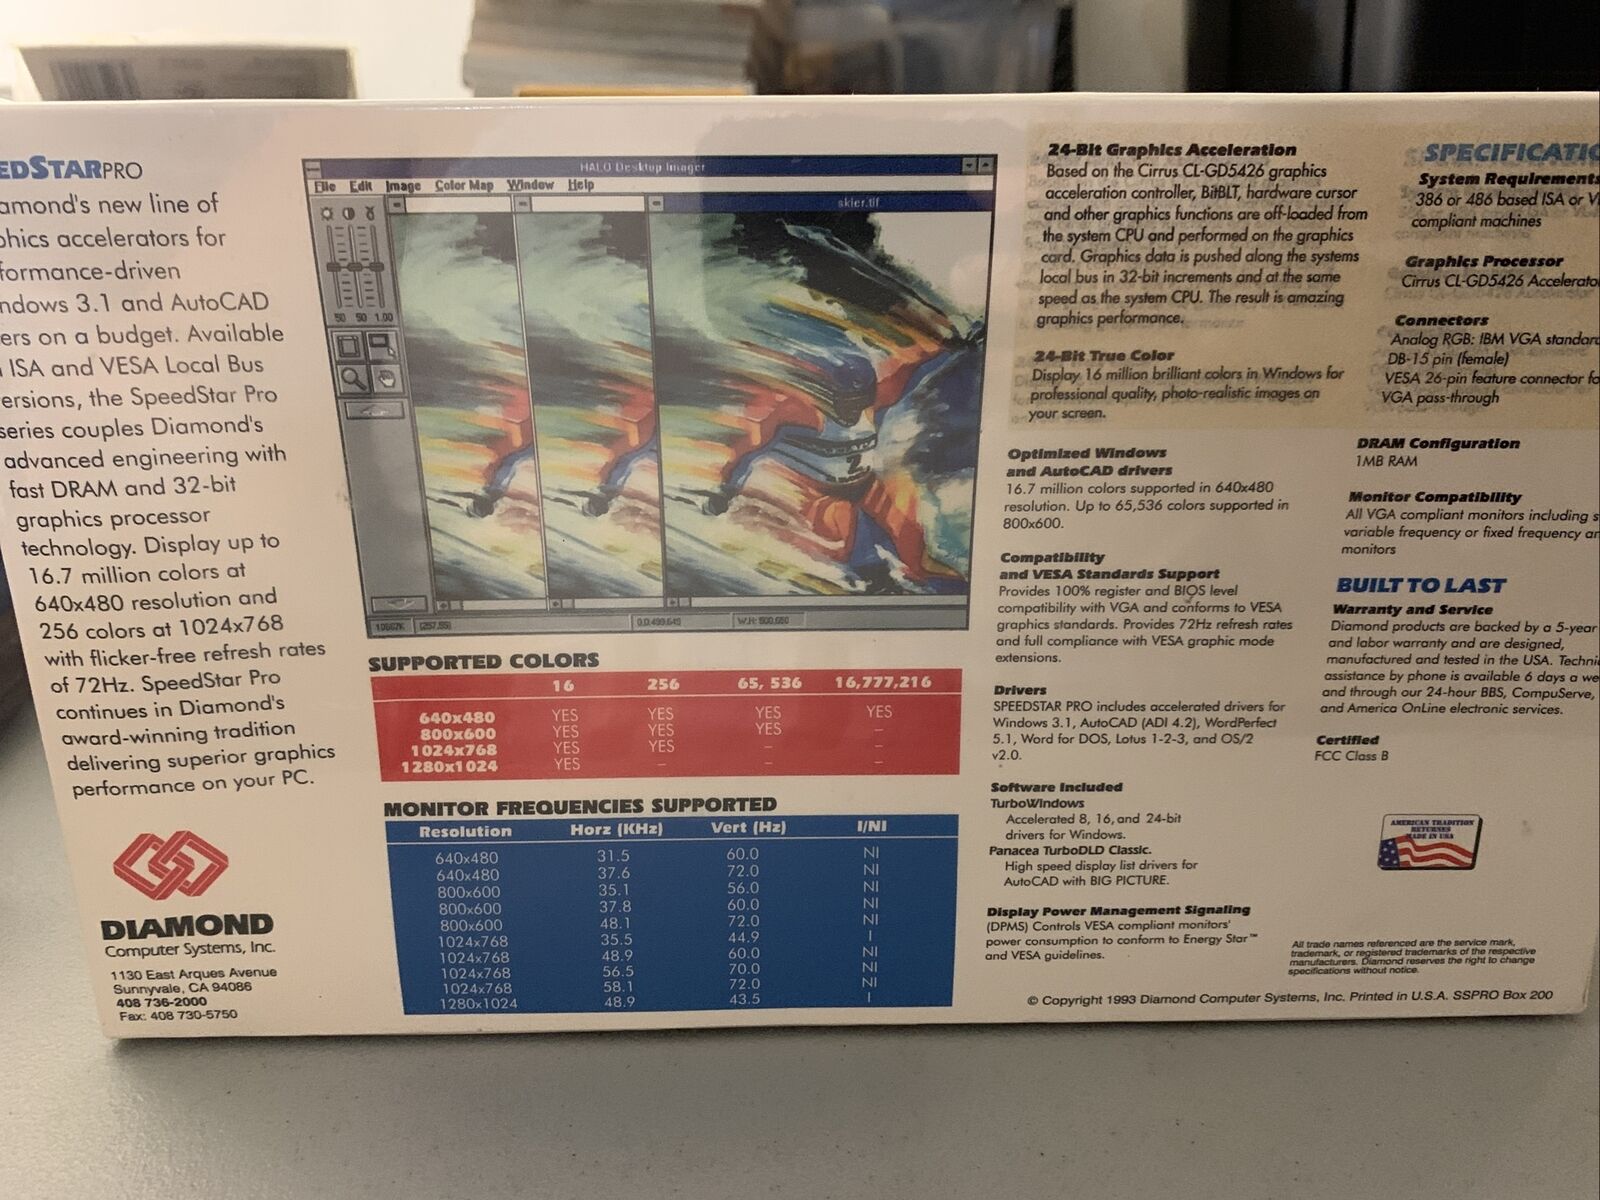 EDSTARPRO
amond's new line of
phics accelerators for
formance-driven
ndows 3.1 and AutoCAD
ers on a budget. Available
ISA and VESA Local Bus
ersions, the SpeedStar Pro
series couples Diamond's
advanced engineering with
fast DRAM and 32-bit
graphics processor
technology. Display up to
16.7 million colors at
640x480 resolution and
256 colors at 1024x768
with flicker-free refresh rates
of 72Hz. SpeedStar Pro
continues in Diamond's
award-winning tradition
delivering superior graphics
performance on your PC.
DIAMOND
Computer Systems, Inc.
1130 East Arques Avenue
Sunnyvale, CA 94086
408 736-2000
Fax: 408 730-5750
HALO Desktop Imager
File Edit Image Color Map Window Help
skier.tif
50 50 1.00
2
SUPPORTED COLORS
16 256 65, 536 16,777,216
640x480 YES YES YES YES
800x600 YES YES YES –
1024x768 YES YES – –
1280x1024 YES – – –
MONITOR FREQUENCIES SUPPORTED
Resolution Horz (KHz) Vert (Hz) I/NI
640x480 31.5 60.0 NI
640x480 37.6 72.0 NI
800x600 35.1 56.0 NI
800x600 37.8 60.0 NI
800x600 48.1 72.0 NI
1024x768 35.5 44.9 I
1024x768 48.9 60.0 NI
1024x768 56.5 70.0 NI
1024x768 58.1 72.0 NI
1280x1024 48.9 43.5 I
24-Bit Graphics Acceleration
Based on the Cirrus CL-GD5426 graphics
acceleration controller, BitBLT, hardware cursor
and other graphics functions are off-loaded from
the system CPU and performed on the graphics
card. Graphics data is pushed along the systems
local bus in 32-bit increments and at the same
speed as the system CPU. The result is amazing
graphics performance.
24-Bit True Color
Display 16 million brilliant colors in Windows for
professional quality, photo-realistic images on
your screen.
Optimized Windows
and AutoCAD drivers
16.7 million colors supported in 640x480
resolution. Up to 65,536 colors supported in
800x600.
Compatibility
and VESA Standards Support
Provides 100% register and BIOS level
compatibility with VGA and conforms to VESA
graphics standards. Provides 72Hz refresh rates
and full compliance with VESA graphic mode
extensions.
Drivers
SPEEDSTAR PRO includes accelerated drivers for
Windows 3.1, AutoCAD (ADI 4.2), WordPerfect
5.1, Word for DOS, Lotus 1-2-3, and OS/2
v2.0.
Software Included
TurboWindows
Accelerated 8, 16, and 24-bit
drivers for Windows.
Panacea TurboDLD Classic.
High speed display list drivers for
AutoCAD with BIG PICTURE.
Display Power Management Signaling
(DPMS) Controls VESA compliant monitors'
power consumption to conform to Energy Star™
and VESA guidelines.
SPECIFICATIO
System Requirements
386 or 486 based ISA or V
compliant machines
Graphics Processor
Cirrus CL-GD5426 Accelerato
Connectors
Analog RGB: IBM VGA standard
DB-15 pin (female)
VESA 26-pin feature connector fo
VGA pass-through
DRAM Configuration
1MB RAM
Monitor Compatibility
All VGA compliant monitors including s
variable frequency or fixed frequency an
monitors
BUILT TO LAST
Warranty and Service
Diamond products are backed by a 5-year
and labor warranty and are designed,
manufactured and tested in the USA. Techni
assistance by phone is available 6 days a we
and through our 24-hour BBS, CompuServe,
and America OnLine electronic services.
Certified
FCC Class B
AMERICAN TRADITION
RETURNES
MADE IN USA
All trade names referenced are the service mark,
trademark, or registered trademarks of the respective
manufacturers. Diamond reserves the right to change
specifications without notice.
© Copyright 1993 Diamond Computer Systems, Inc. Printed in U.S.A. SSPRO Box 200